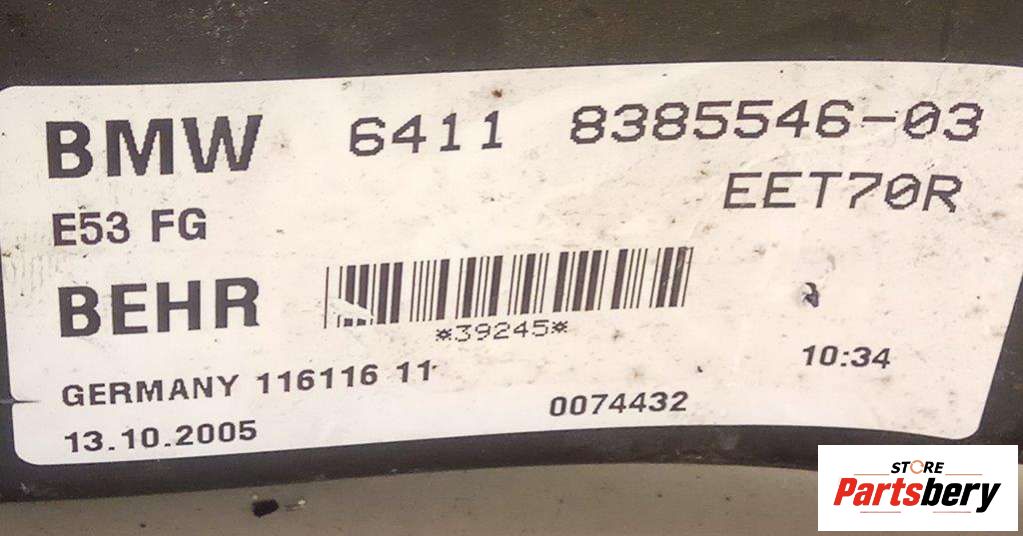 BMW 6411 8385546-03
E53 FG EET70R
BEHR
*39245*
GERMANY 116116 11 10:34
13.10.2005 0074432
STORE
Partsbery